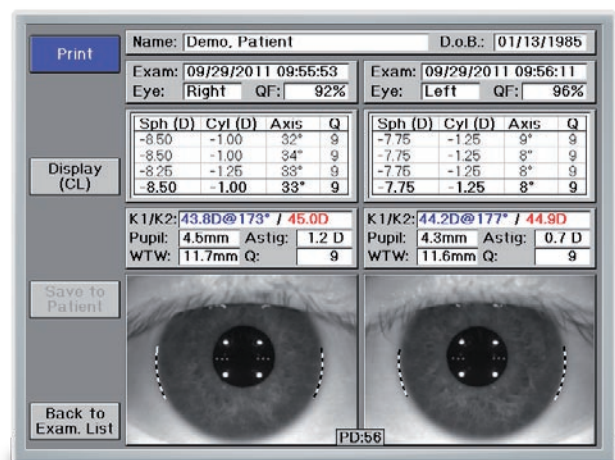 Print
Name: Demo, Patient D.o.B.: 01/13/1985
Exam: 09/29/2011 09:55:53
Eye: Right QF: 92%
Exam: 09/29/2011 09:56:11
Eye: Left QF: 96%
Sph (D) Cyl (D) Axis Q
-8.50 -1.00 32° 9
-8.50 -1.00 34° 9
-8.25 -1.25 33° 9
-8.50 -1.00 33° 9
Sph (D) Cyl (D) Axis Q
-7.75 -1.25 9° 9
-7.75 -1.25 8° 9
-7.75 -1.25 8° 9
-7.75 -1.25 8° 9
Display
(CL)
K1/K2: 43.8D@173° / 45.0D
Pupil: 4.5mm Astig: 1.2 D
WTW: 11.7mm Q: 9
K1/K2: 44.2D@177° / 44.9D
Pupil: 4.3mm Astig: 0.7 D
WTW: 11.6mm Q: 9
Save to
Patient
Back to
Exam. List
PD:56